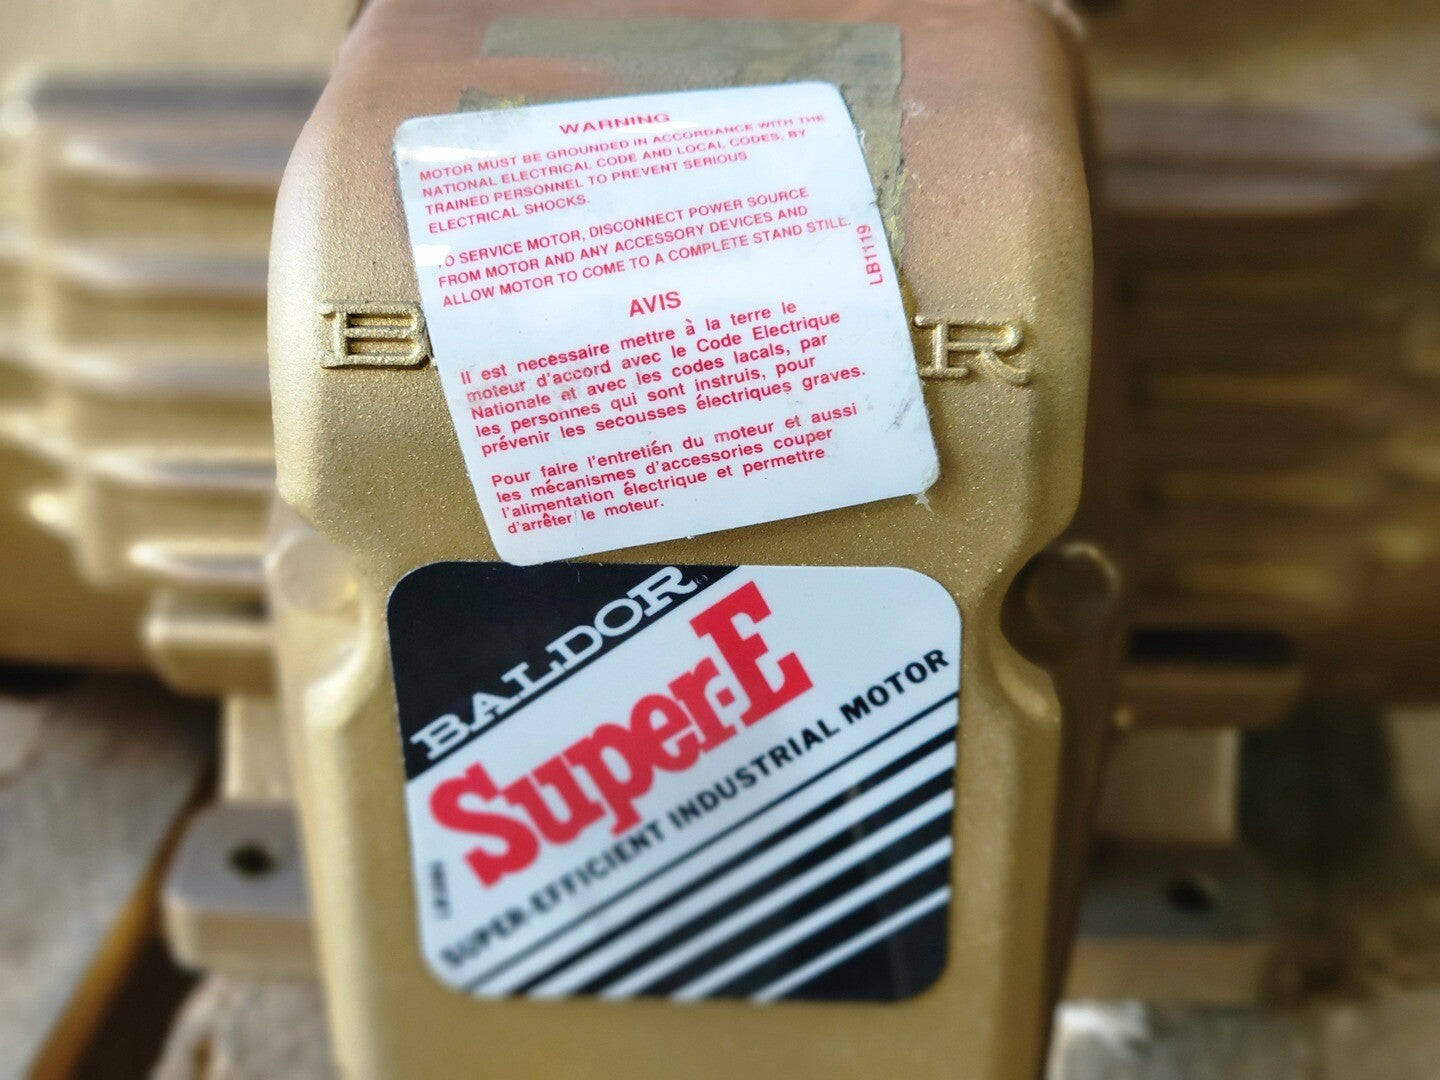 WARNING
MOTOR MUST BE GROUNDED IN ACCORDANCE WITH THE
NATIONAL ELECTRICAL CODE AND LOCAL CODES, BY
TRAINED PERSONNEL TO PREVENT SERIOUS
ELECTRICAL SHOCKS.
TO SERVICE MOTOR, DISCONNECT POWER SOURCE
FROM MOTOR AND ANY ACCESSORY DEVICES AND
ALLOW MOTOR TO COME TO A COMPLETE STAND STILL.
LB1119
AVIS
Il est necessaire mettre à la terre le
moteur d'accord avec le Code Electrique
Nationale et avec les codes lacals, par
les personnes qui sont instruis, pour
prévenir les secousses électriques graves.
Pour faire l'entretién du moteur et aussi
les mécanismes d'accessories couper
l'alimentation électrique et permettre
d'arrêter le moteur.
B R
BALDOR
Super-E
SUPER-EFFICIENT INDUSTRIAL MOTOR